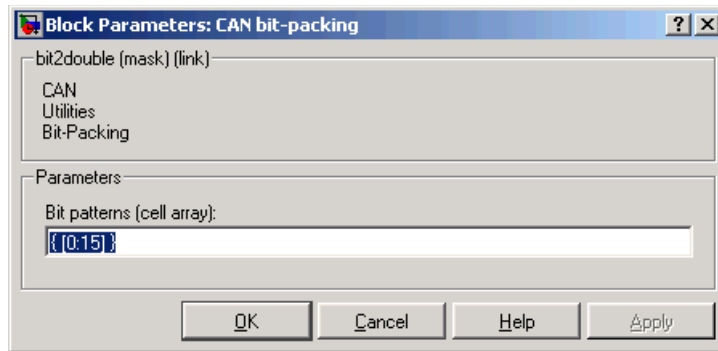 Block Parameters: CAN bit-packing
bit2double (mask) (link)
CAN
Utilities
Bit-Packing
Parameters
Bit patterns (cell array):
{ [0:15] }
OK Cancel Help Apply